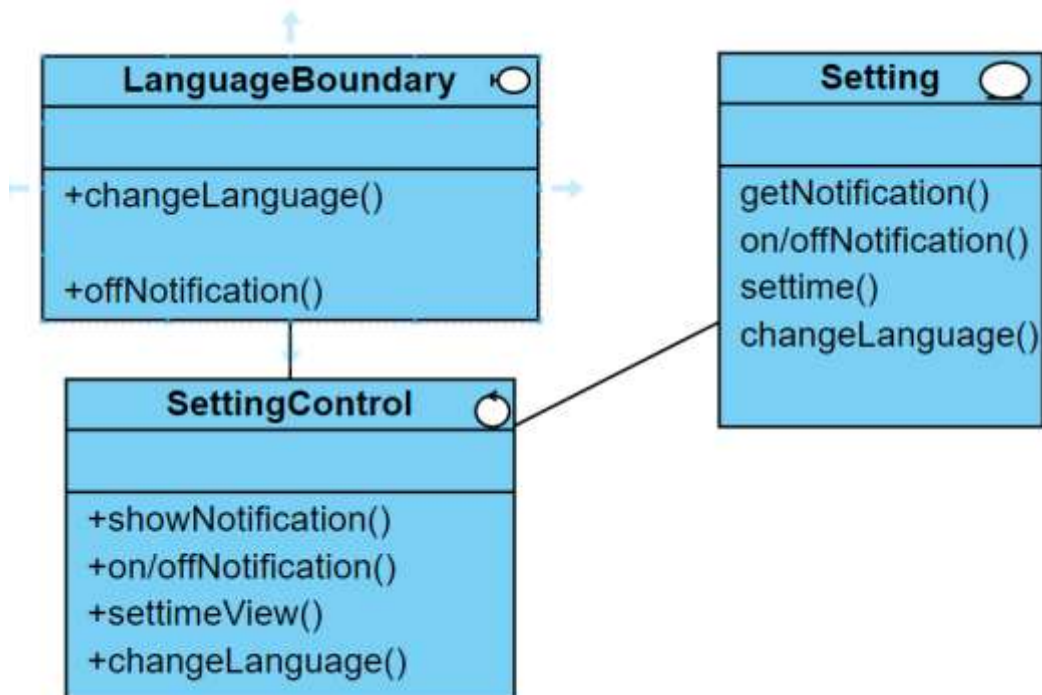 LanguageBoundary
+changeLanguage()
+offNotification()
Setting
getNotification()
on/offNotification()
settime()
changeLanguage()
SettingControl
+showNotification()
+on/offNotification()
+settimeView()
+changeLanguage()